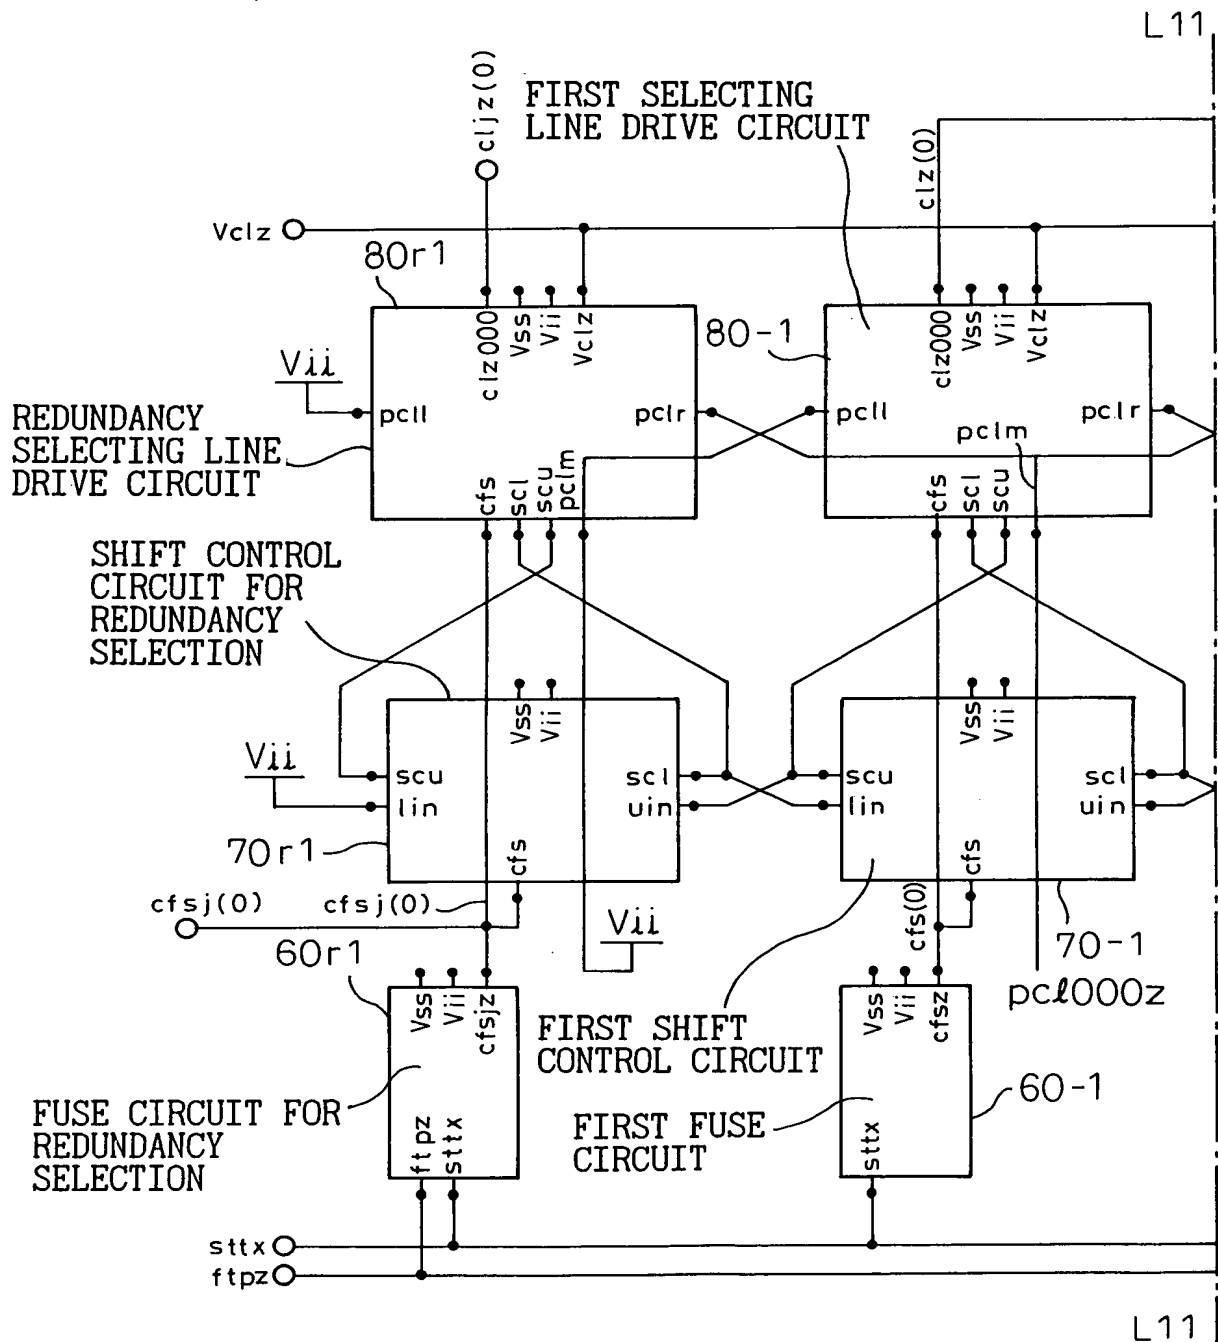 L11
cljz(0)
FIRST SELECTING
LINE DRIVE CIRCUIT
clz(0)
Vclz
80r1
clz000
Vss
Vii
Vclz
80-1
clz000
Vss
Vii
Vclz
Vii
pcll
pclr
pcll
pclr
REDUNDANCY
SELECTING LINE
DRIVE CIRCUIT
pclm
cfs
scl
scu
pclm
cfs
scl
scu
SHIFT CONTROL
CIRCUIT FOR
REDUNDANCY
SELECTION
Vss
Vii
Vss
Vii
Vii
scu
scl
scu
scl
lin
uin
lin
uin
70r1
cfs
cfs
cfsj(0)
cfsj(0)
Vii
cfs(0)
70-1
60r1
pcl000z
Vss
Vii
cfsjz
Vss
Vii
cfsz
FIRST SHIFT
CONTROL CIRCUIT
60-1
FUSE CIRCUIT FOR
REDUNDANCY
SELECTION
ftpz
sttx
FIRST FUSE
CIRCUIT
sttx
sttx
ftpz
L11